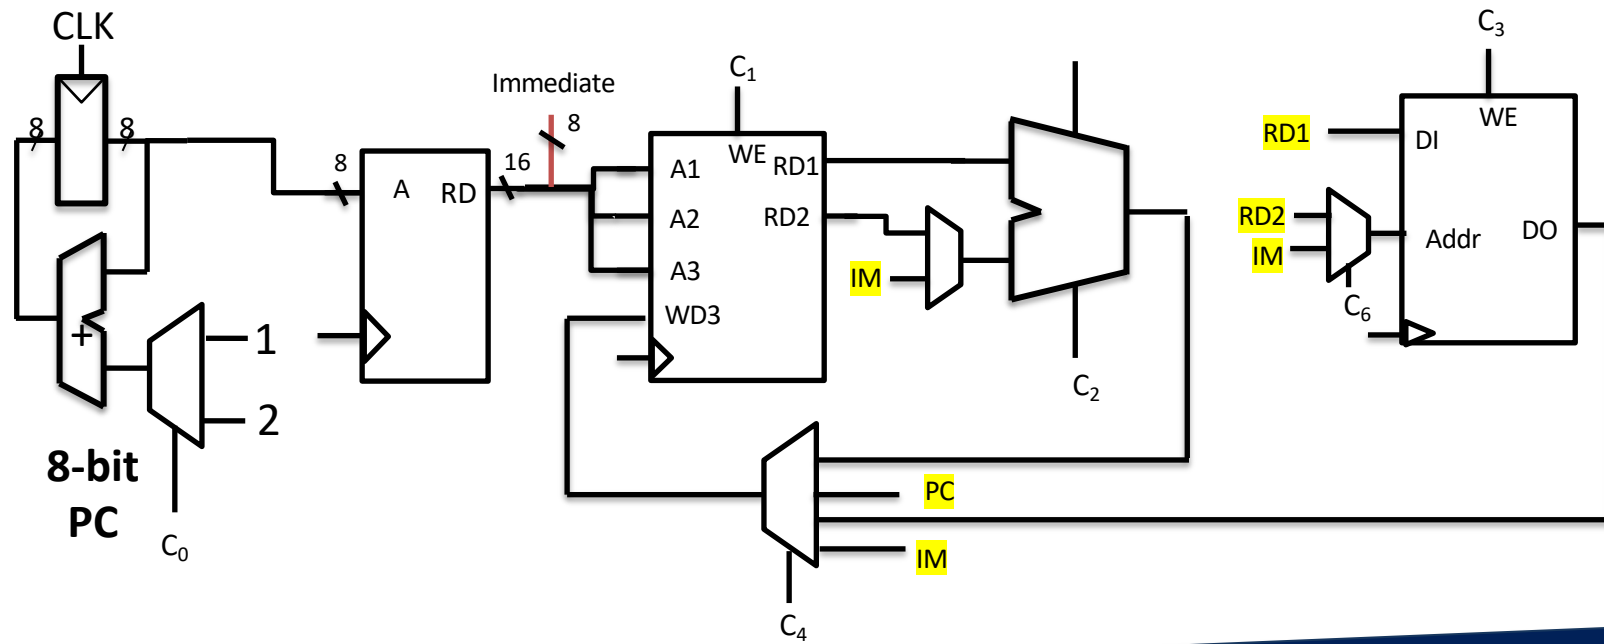 CLK
8
8
8
A
RD
16
Immediate
8
C1
WE
A1
A2
A3
WD3
RD1
RD2
IM
C2
C3
WE
RD1
DI
RD2
IM
Addr
DO
C6
+
1
2
8-bit
PC
C0
PC
IM
C4